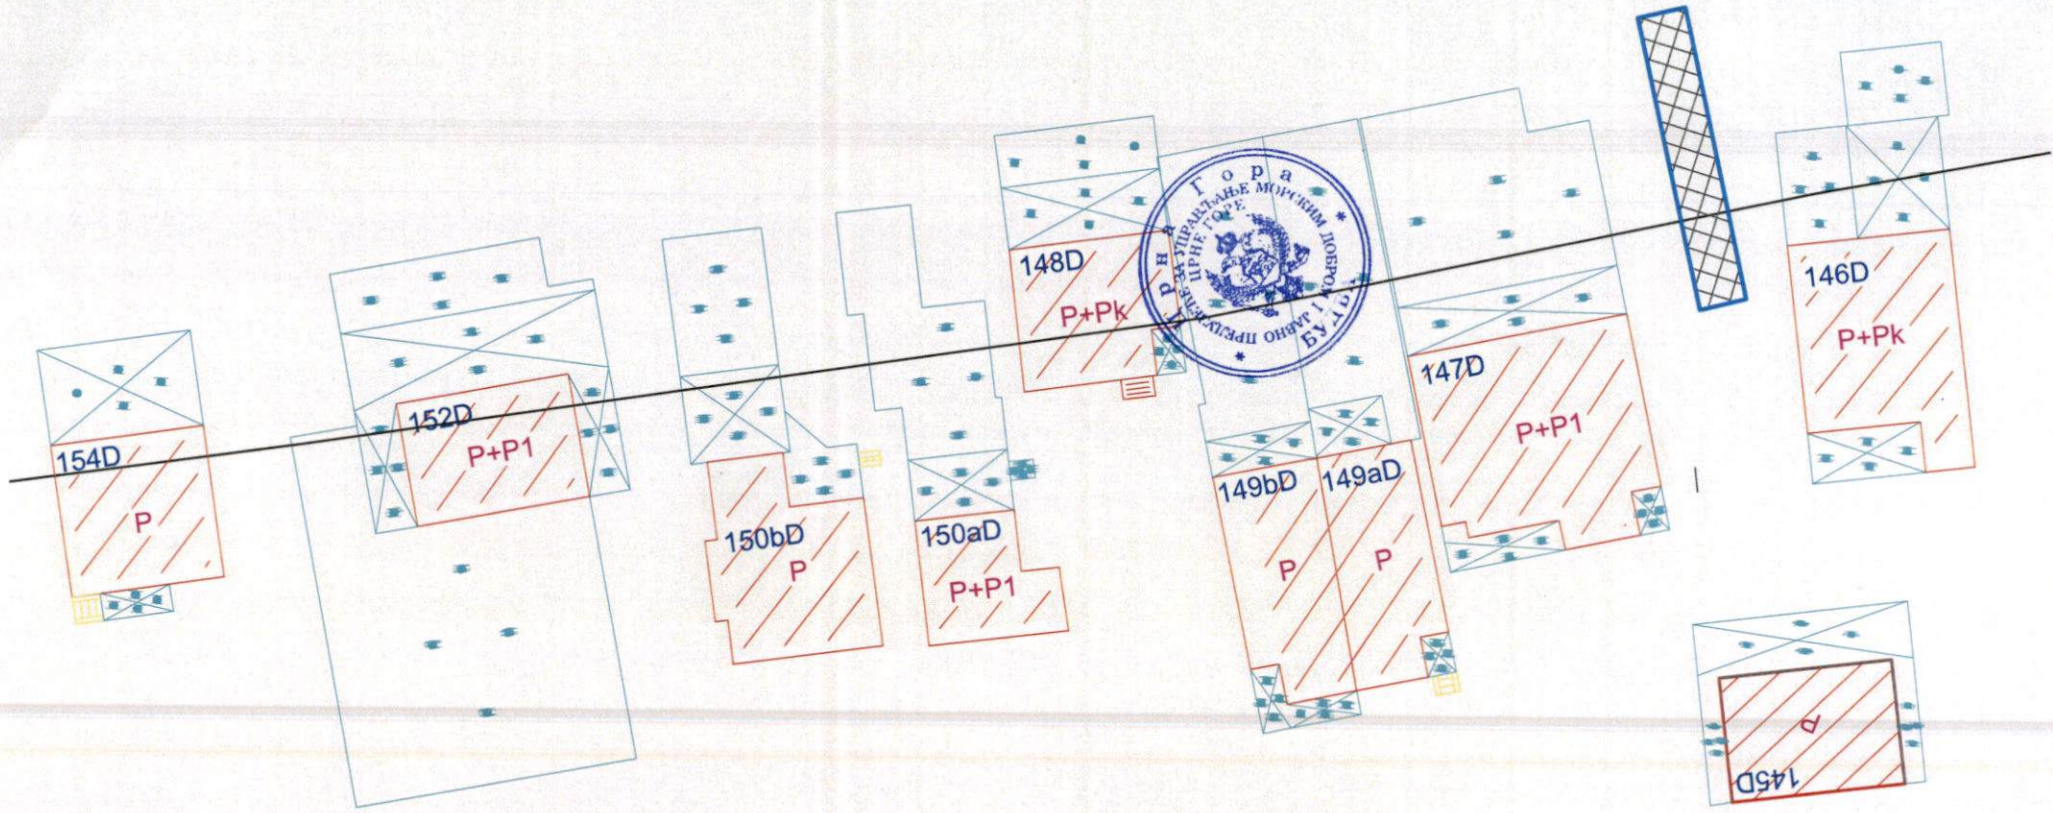 154D
P
152D
P+P1
150bD
P
150aD
P+P1
148D
P+Pk
149bD
P
149aD
P
147D
P+P1
146D
P+Pk
145D
P
Црна Гора
ЈАВНО ПРЕДУЗЕЋЕ ЗА УПРАВЉАЊЕ МОРСКИМ ДОБРОМ
ЦРНЕ ГОРЕ
БУДВА